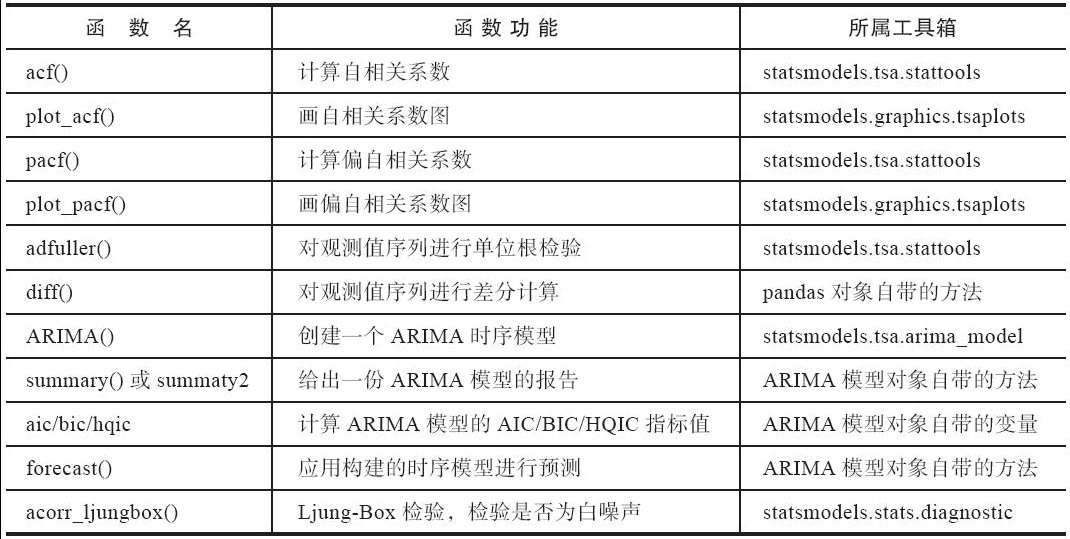 函 数 名 函 数 功 能 所属工具箱
acf() 计算自相关系数 statsmodels.tsa.stattools
plot_acf() 画自相关系数图 statsmodels.graphics.tsaplots
pacf() 计算偏自相关系数 statsmodels.tsa.stattools
plot_pacf() 画偏自相关系数图 statsmodels.graphics.tsaplots
adfuller() 对观测值序列进行单位根检验 statsmodels.tsa.stattools
diff() 对观测值序列进行差分计算 pandas 对象自带的方法
ARIMA() 创建一个 ARIMA 时序模型 statsmodels.tsa.arima_model
summary() 或 summaty2 给出一份 ARIMA 模型的报告 ARIMA 模型对象自带的方法
aic/bic/hqic 计算 ARIMA 模型的 AIC/BIC/HQIC 指标值 ARIMA 模型对象自带的变量
forecast() 应用构建的时序模型进行预测 ARIMA 模型对象自带的方法
acorr_ljungbox() Ljung-Box 检验，检验是否为白噪声 statsmodels.stats.diagnostic